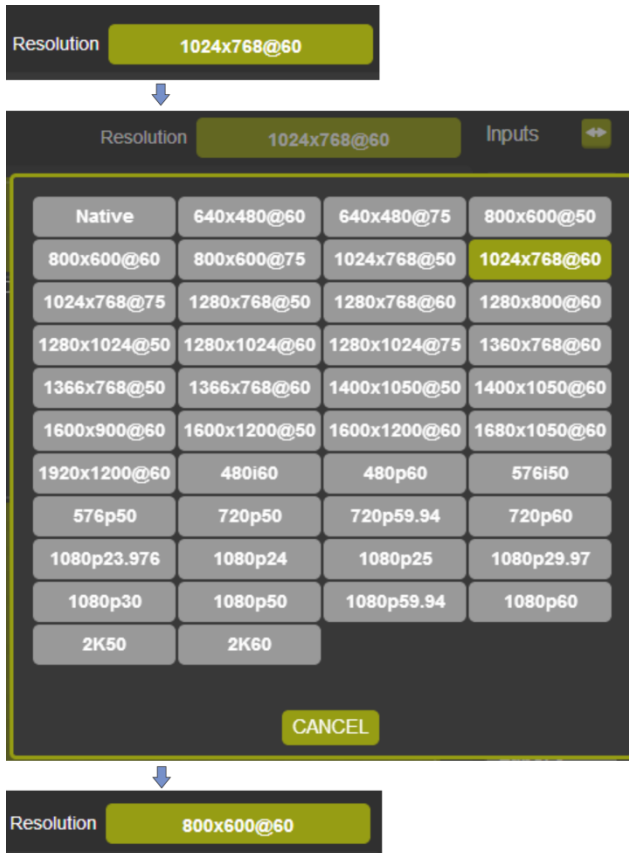 Resolution 1024x768@60
Resolution 1024x768@60 Inputs
Native 640x480@60 640x480@75 800x600@50
800x600@60 800x600@75 1024x768@50 1024x768@60
1024x768@75 1280x768@50 1280x768@60 1280x800@60
1280x1024@50 1280x1024@60 1280x1024@75 1360x768@60
1366x768@50 1366x768@60 1400x1050@50 1400x1050@60
1600x900@60 1600x1200@50 1600x1200@60 1680x1050@60
1920x1200@60 480i60 480p60 576i50
576p50 720p50 720p59.94 720p60
1080p23.976 1080p24 1080p25 1080p29.97
1080p30 1080p50 1080p59.94 1080p60
2K50 2K60
CANCEL
Resolution 800x600@60